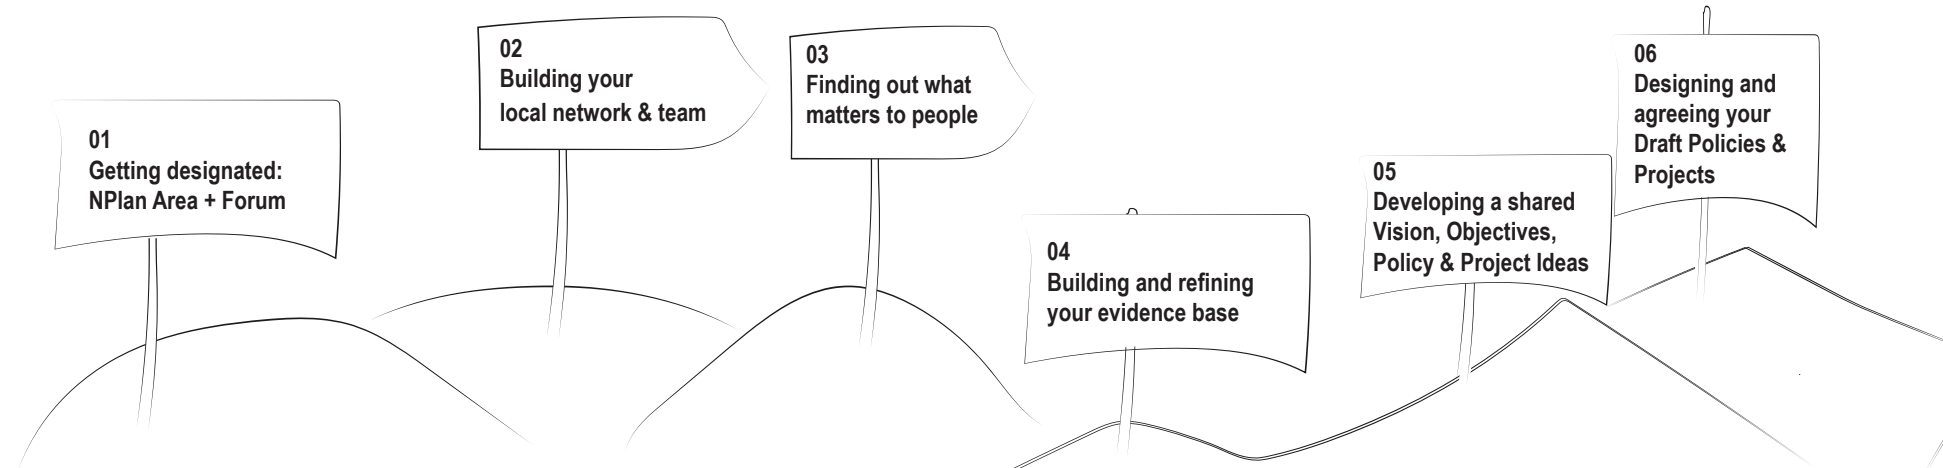 01
Getting designated:
NPlan Area + Forum
02
Building your
local network & team
03
Finding out what
matters to people
04
Building and refining
your evidence base
05
Developing a shared
Vision, Objectives,
Policy & Project Ideas
06
Designing and
agreeing your
Draft Policies &
Projects